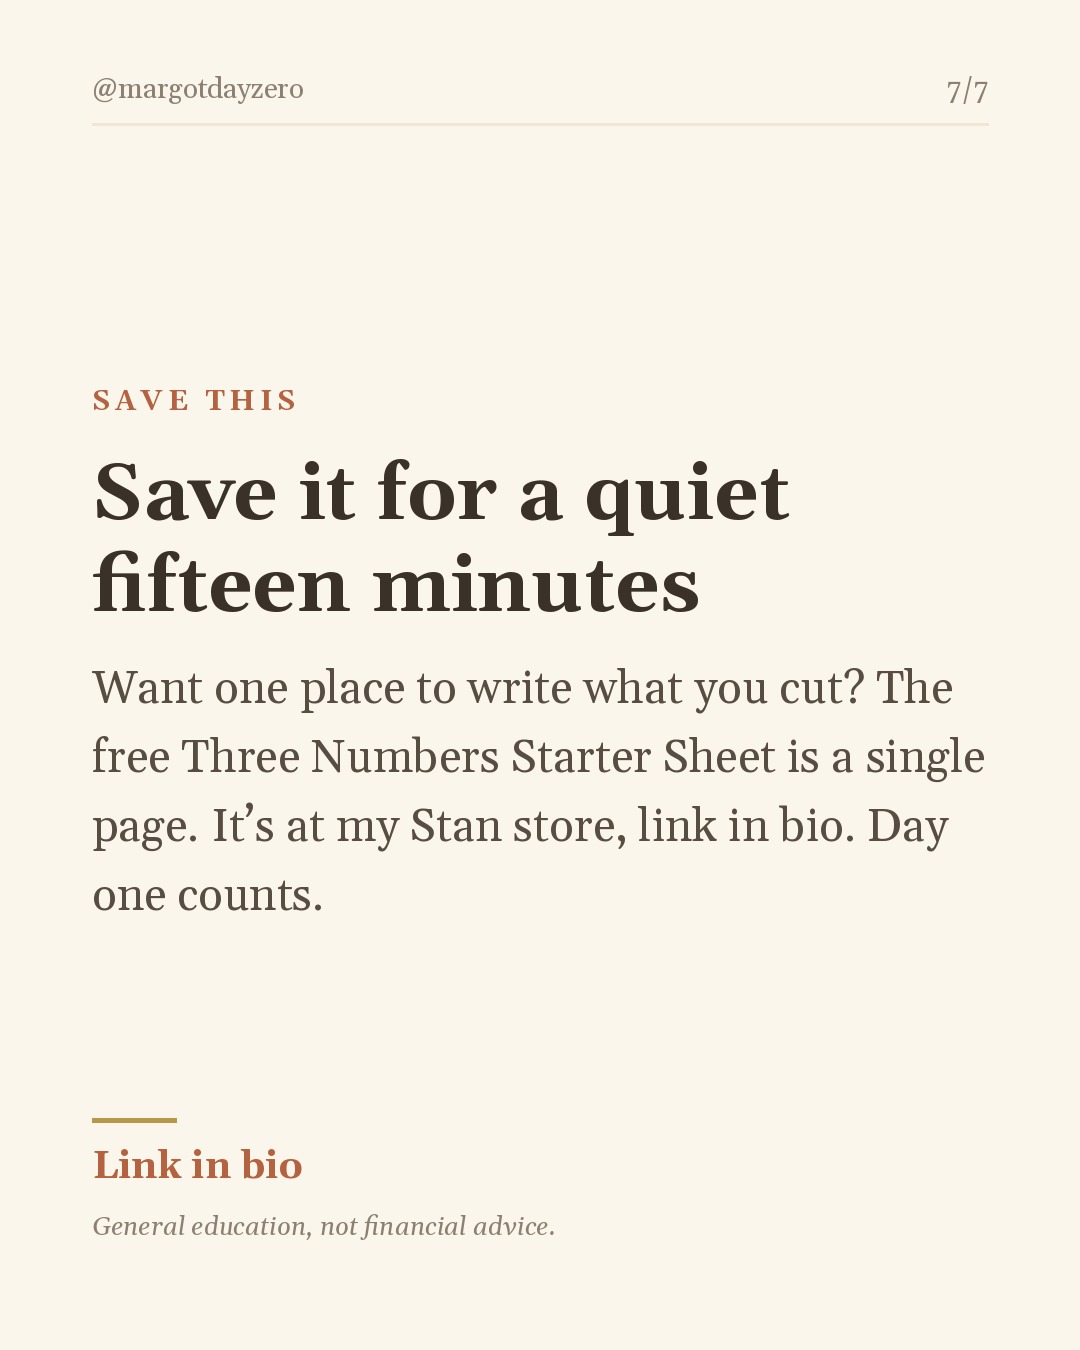 @margotdayzero
7/7
SAVE THIS
Save it for a quiet
fifteen minutes
Want one place to write what you cut? The
free Three Numbers Starter Sheet is a single
page. It’s at my Stan store, link in bio. Day
one counts.
Link in bio
General education, not financial advice.